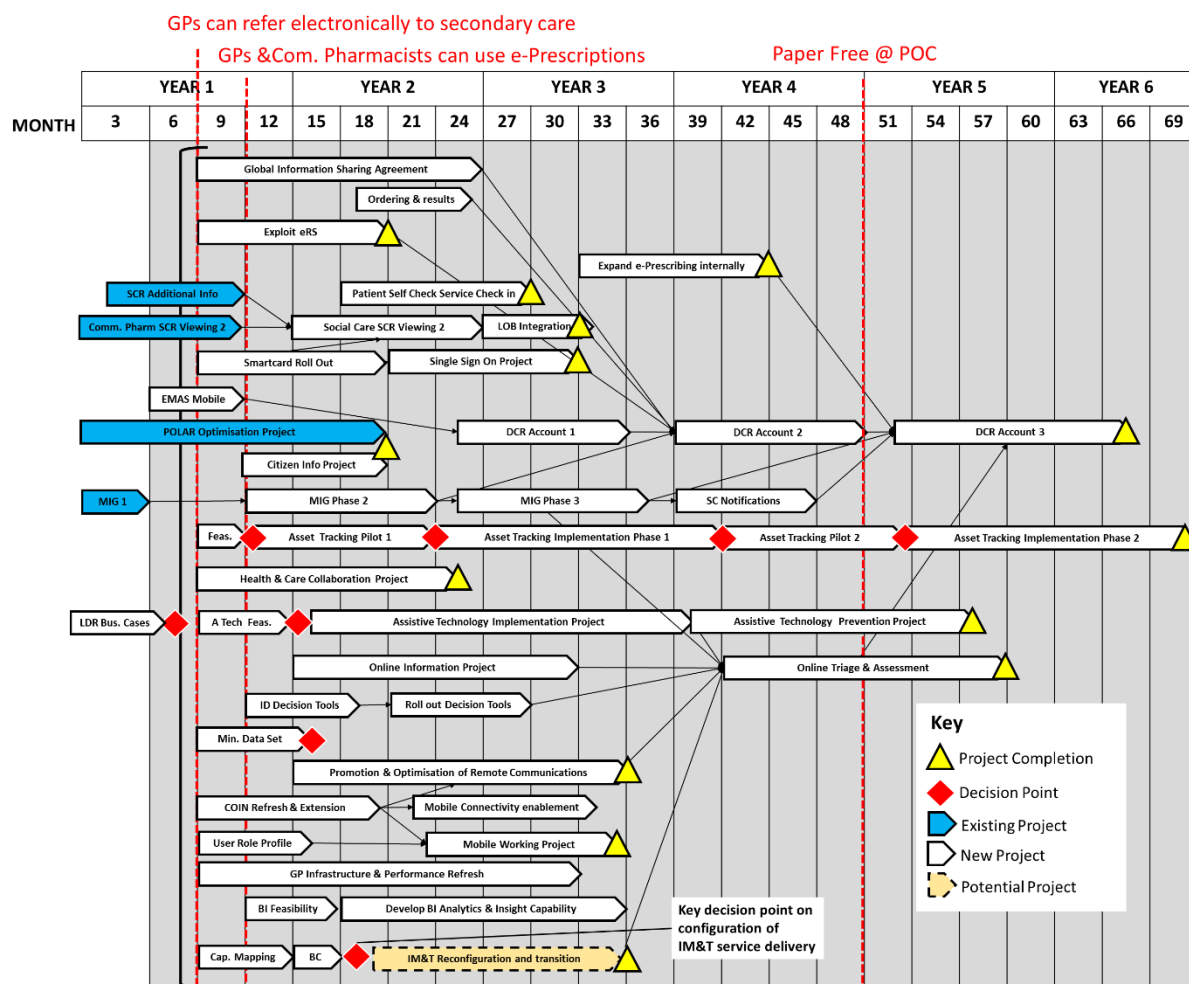 GPs can refer electronically to secondary care
GPs &Com. Pharmacists can use e-Prescriptions
Paper Free @ POC
YEAR 1 YEAR 2 YEAR 3 YEAR 4 YEAR 5 YEAR 6
MONTH 3 6 9 12 15 18 21 24 27 30 33 36 39 42 45 48 51 54 57 60 63 66 69
Global Information Sharing Agreement
Ordering & results
Exploit eRS
Expand e-Prescribing internally
SCR Additional Info
Patient Self Check Service Check in
Comm. Pharm SCR Viewing 2
Social Care SCR Viewing 2
LOB Integration
Smartcard Roll Out
Single Sign On Project
EMAS Mobile
POLAR Optimisation Project
DCR Account 1
DCR Account 2
DCR Account 3
Citizen Info Project
MIG 1
MIG Phase 2
MIG Phase 3
SC Notifications
Feas.
Asset Tracking Pilot 1
Asset Tracking Implementation Phase 1
Asset Tracking Pilot 2
Asset Tracking Implementation Phase 2
Health & Care Collaboration Project
LDR Bus. Cases
A Tech Feas.
Assistive Technology Implementation Project
Assistive Technology Prevention Project
Online Information Project
Online Triage & Assessment
ID Decision Tools
Roll out Decision Tools
Min. Data Set
Promotion & Optimisation of Remote Communications
COIN Refresh & Extension
Mobile Connectivity enablement
User Role Profile
Mobile Working Project
GP Infrastructure & Performance Refresh
BI Feasibility
Develop BI Analytics & Insight Capability
Cap. Mapping
BC
IM&T Reconfiguration and transition
Key decision point on
configuration of
IM&T service delivery
Key
Project Completion
Decision Point
Existing Project
New Project
Potential Project